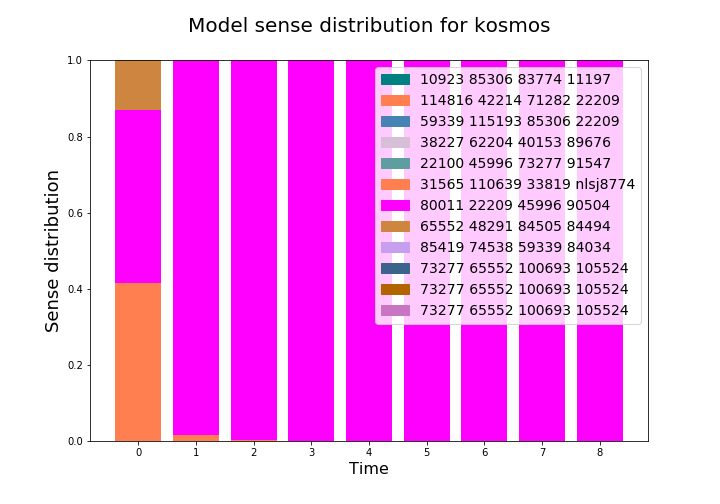 Model sense distribution for kosmos
1.0
0.8
0.6
0.4
0.2
0.0
Sense distribution
10923 85306 83774 11197
114816 42214 71282 22209
59339 115193 85306 22209
38227 62204 40153 89676
22100 45996 73277 91547
31565 110639 33819 nlsj8774
80011 22209 45996 90504
65552 48291 84505 84494
85419 74538 59339 84034
73277 65552 100693 105524
73277 65552 100693 105524
73277 65552 100693 105524
0 1 2 3 4 5 6 7 8
Time